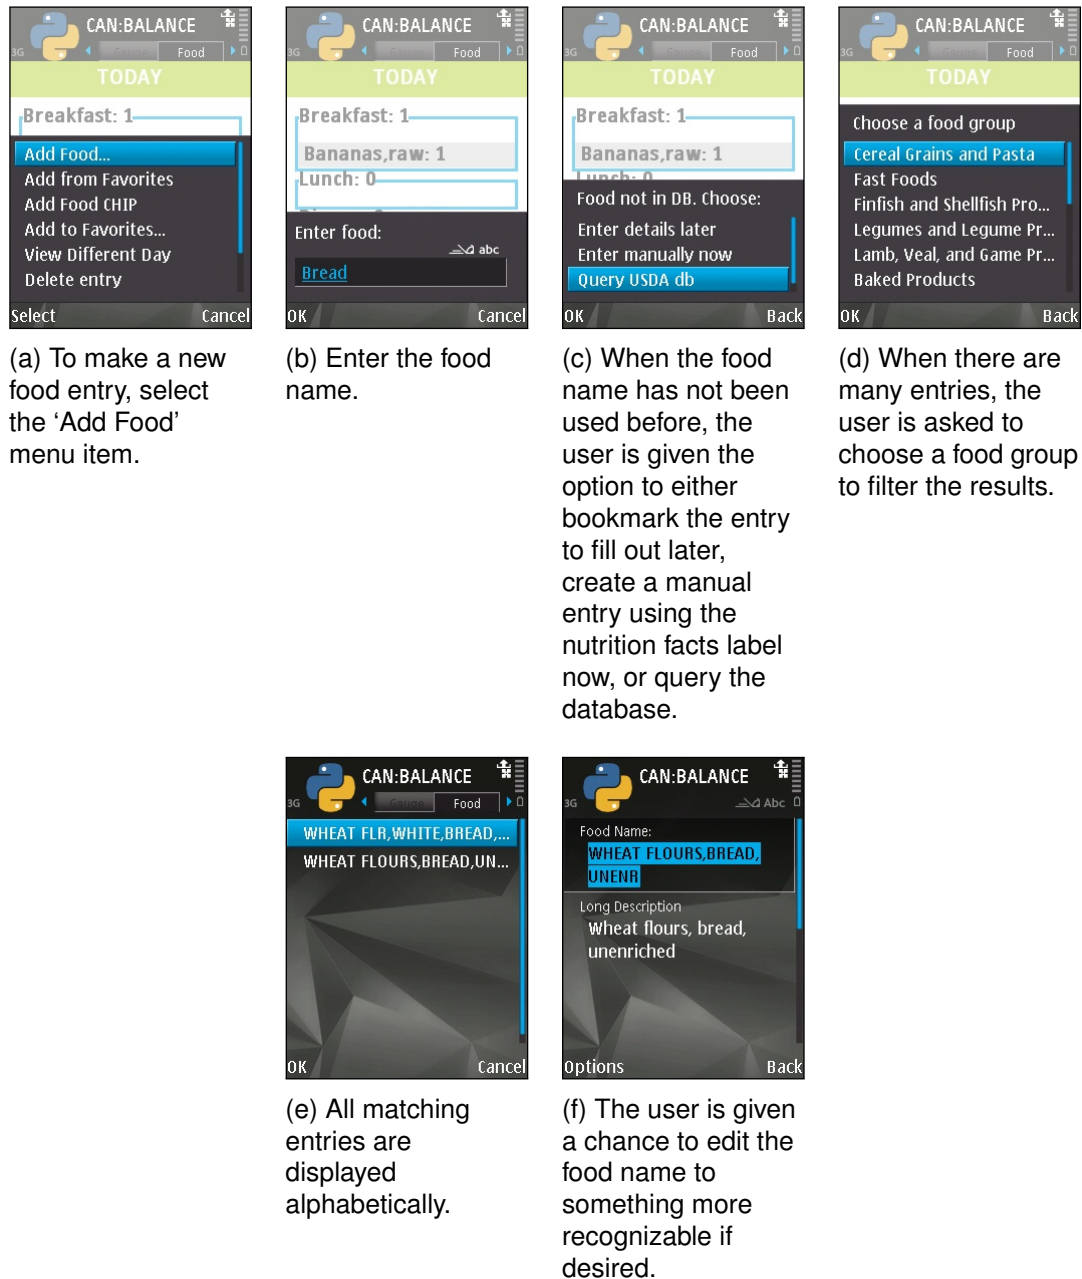 CAN:BALANCE
3G
Gauge
Food
TODAY
Breakfast: 1
Add Food...
Add from Favorites
Add Food CHIP
Add to Favorites...
View Different Day
Delete entry
Select Cancel
(a) To make a new
food entry, select
the ‘Add Food’
menu item.
CAN:BALANCE
3G
Gauge
Food
TODAY
Breakfast: 1
Bananas,raw: 1
Lunch: 0
Enter food:
abc
Bread
OK Cancel
(b) Enter the food
name.
CAN:BALANCE
3G
Gauge
Food
TODAY
Breakfast: 1
Bananas,raw: 1
Lunch: 0
Food not in DB. Choose:
Enter details later
Enter manually now
Query USDA db
OK Back
(c) When the food
name has not been
used before, the
user is given the
option to either
bookmark the entry
to fill out later,
create a manual
entry using the
nutrition facts label
now, or query the
database.
CAN:BALANCE
3G
Gauge
Food
TODAY
Choose a food group
Cereal Grains and Pasta
Fast Foods
Finfish and Shellfish Pro...
Legumes and Legume Pr...
Lamb, Veal, and Game Pr...
Baked Products
OK Back
(d) When there are
many entries, the
user is asked to
choose a food group
to filter the results.
CAN:BALANCE
3G
Gauge
Food
WHEAT FLR,WHITE,BREAD,...
WHEAT FLOURS,BREAD,UN...
OK Cancel
(e) All matching
entries are
displayed
alphabetically.
CAN:BALANCE
3G
Abc
Food Name:
WHEAT FLOURS,BREAD,
UNENR
Long Description
Wheat flours, bread,
unenriched
Options Back
(f) The user is given
a chance to edit the
food name to
something more
recognizable if
desired.